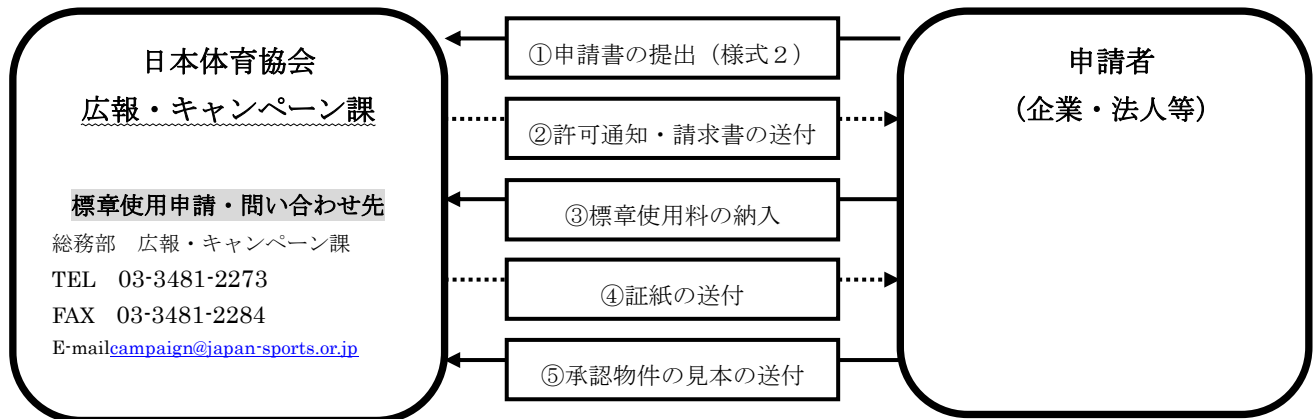 日本体育協会
広報・キャンペーン課
標章使用申請・問い合わせ先
総務部　広報・キャンペーン課
TEL　03-3481-2273
FAX　03-3481-2284
E-mailcampaign@japan-sports.or.jp
①申請書の提出（様式２）
②許可通知・請求書の送付
③標章使用料の納入
④証紙の送付
⑤承認物件の見本の送付
申請者
（企業・法人等）